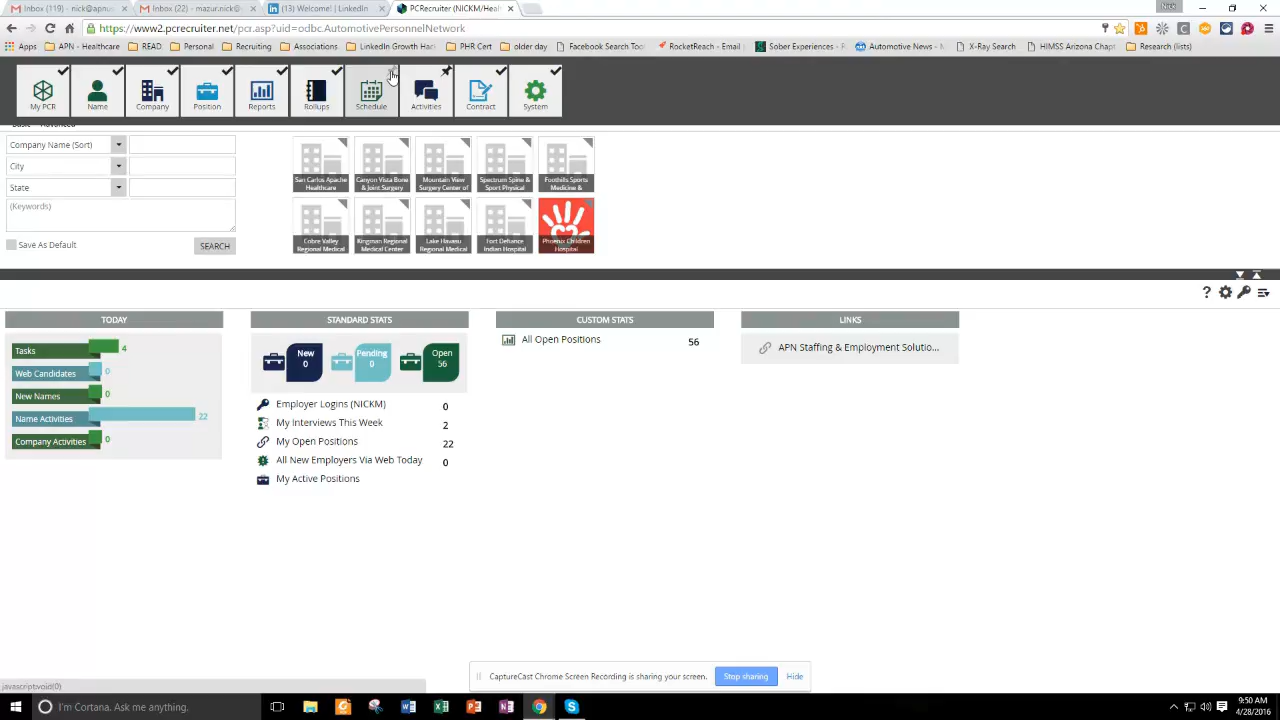 Inbox (119) - nick@apnus
Inbox (22) - mazur.nick@
(13) Welcome! | LinkedIn
PCRecruiter (NICKM/Heal
Nick
https://www2.pcrecruiter.net/pcr.asp?uid=odbc.AutomotivePersonnelNetwork
Apps
APN - Healthcare
READ
Personal
Recruiting
Associations
LinkedIn Growth Hac
PHR Cert
older day
Facebook Search Tool
RocketReach - Email
Sober Experiences - R
Automotive News - M
X-Ray Search
HIMSS Arizona Chapt
Research (lists)
My PCR
Name
Company
Position
Reports
Rollups
Schedule
Activities
Contract
System
Basic - Advanced
Company Name (Sort)
City
State
(Keywords)
Save As Default
SEARCH
San Carlos Apache
Healthcare
Canyon Vista Bone
& Joint Surgery
Mountain View
Surgery Center of
Spectrum Spine &
Sport Physical
Foothills Sports
Medicine &
Cobre Valley
Regional Medical
Kingman Regional
Medical Center
Lake Havasu
Regional Medical
Fort Defiance
Indian Hospital
Phoenix Children
Hospital
?
TODAY
STANDARD STATS
CUSTOM STATS
LINKS
Tasks 4
Web Candidates 0
New Names 0
Name Activities 22
Company Activities 0
New
0
Pending
0
Open
56
Employer Logins (NICKM) 0
My Interviews This Week 2
My Open Positions 22
All New Employers Via Web Today 0
My Active Positions
All Open Positions 56
APN Staffing & Employment Solutio...
CaptureCast Chrome Screen Recording is sharing your screen.
Stop sharing
Hide
javascript:void(0)
I'm Cortana. Ask me anything.
9:50 AM
4/28/2016